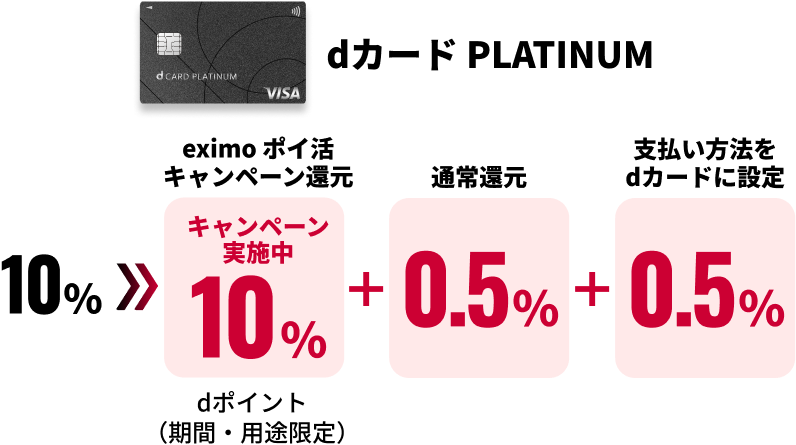 dカード PLATINUM
d CARD PLATINUM
VISA
eximo ポイ活
キャンペーン還元
通常還元
支払い方法を
dカードに設定
10%
キャンペーン
実施中
10%
+
0.5%
+
0.5%
dポイント
（期間・用途限定）